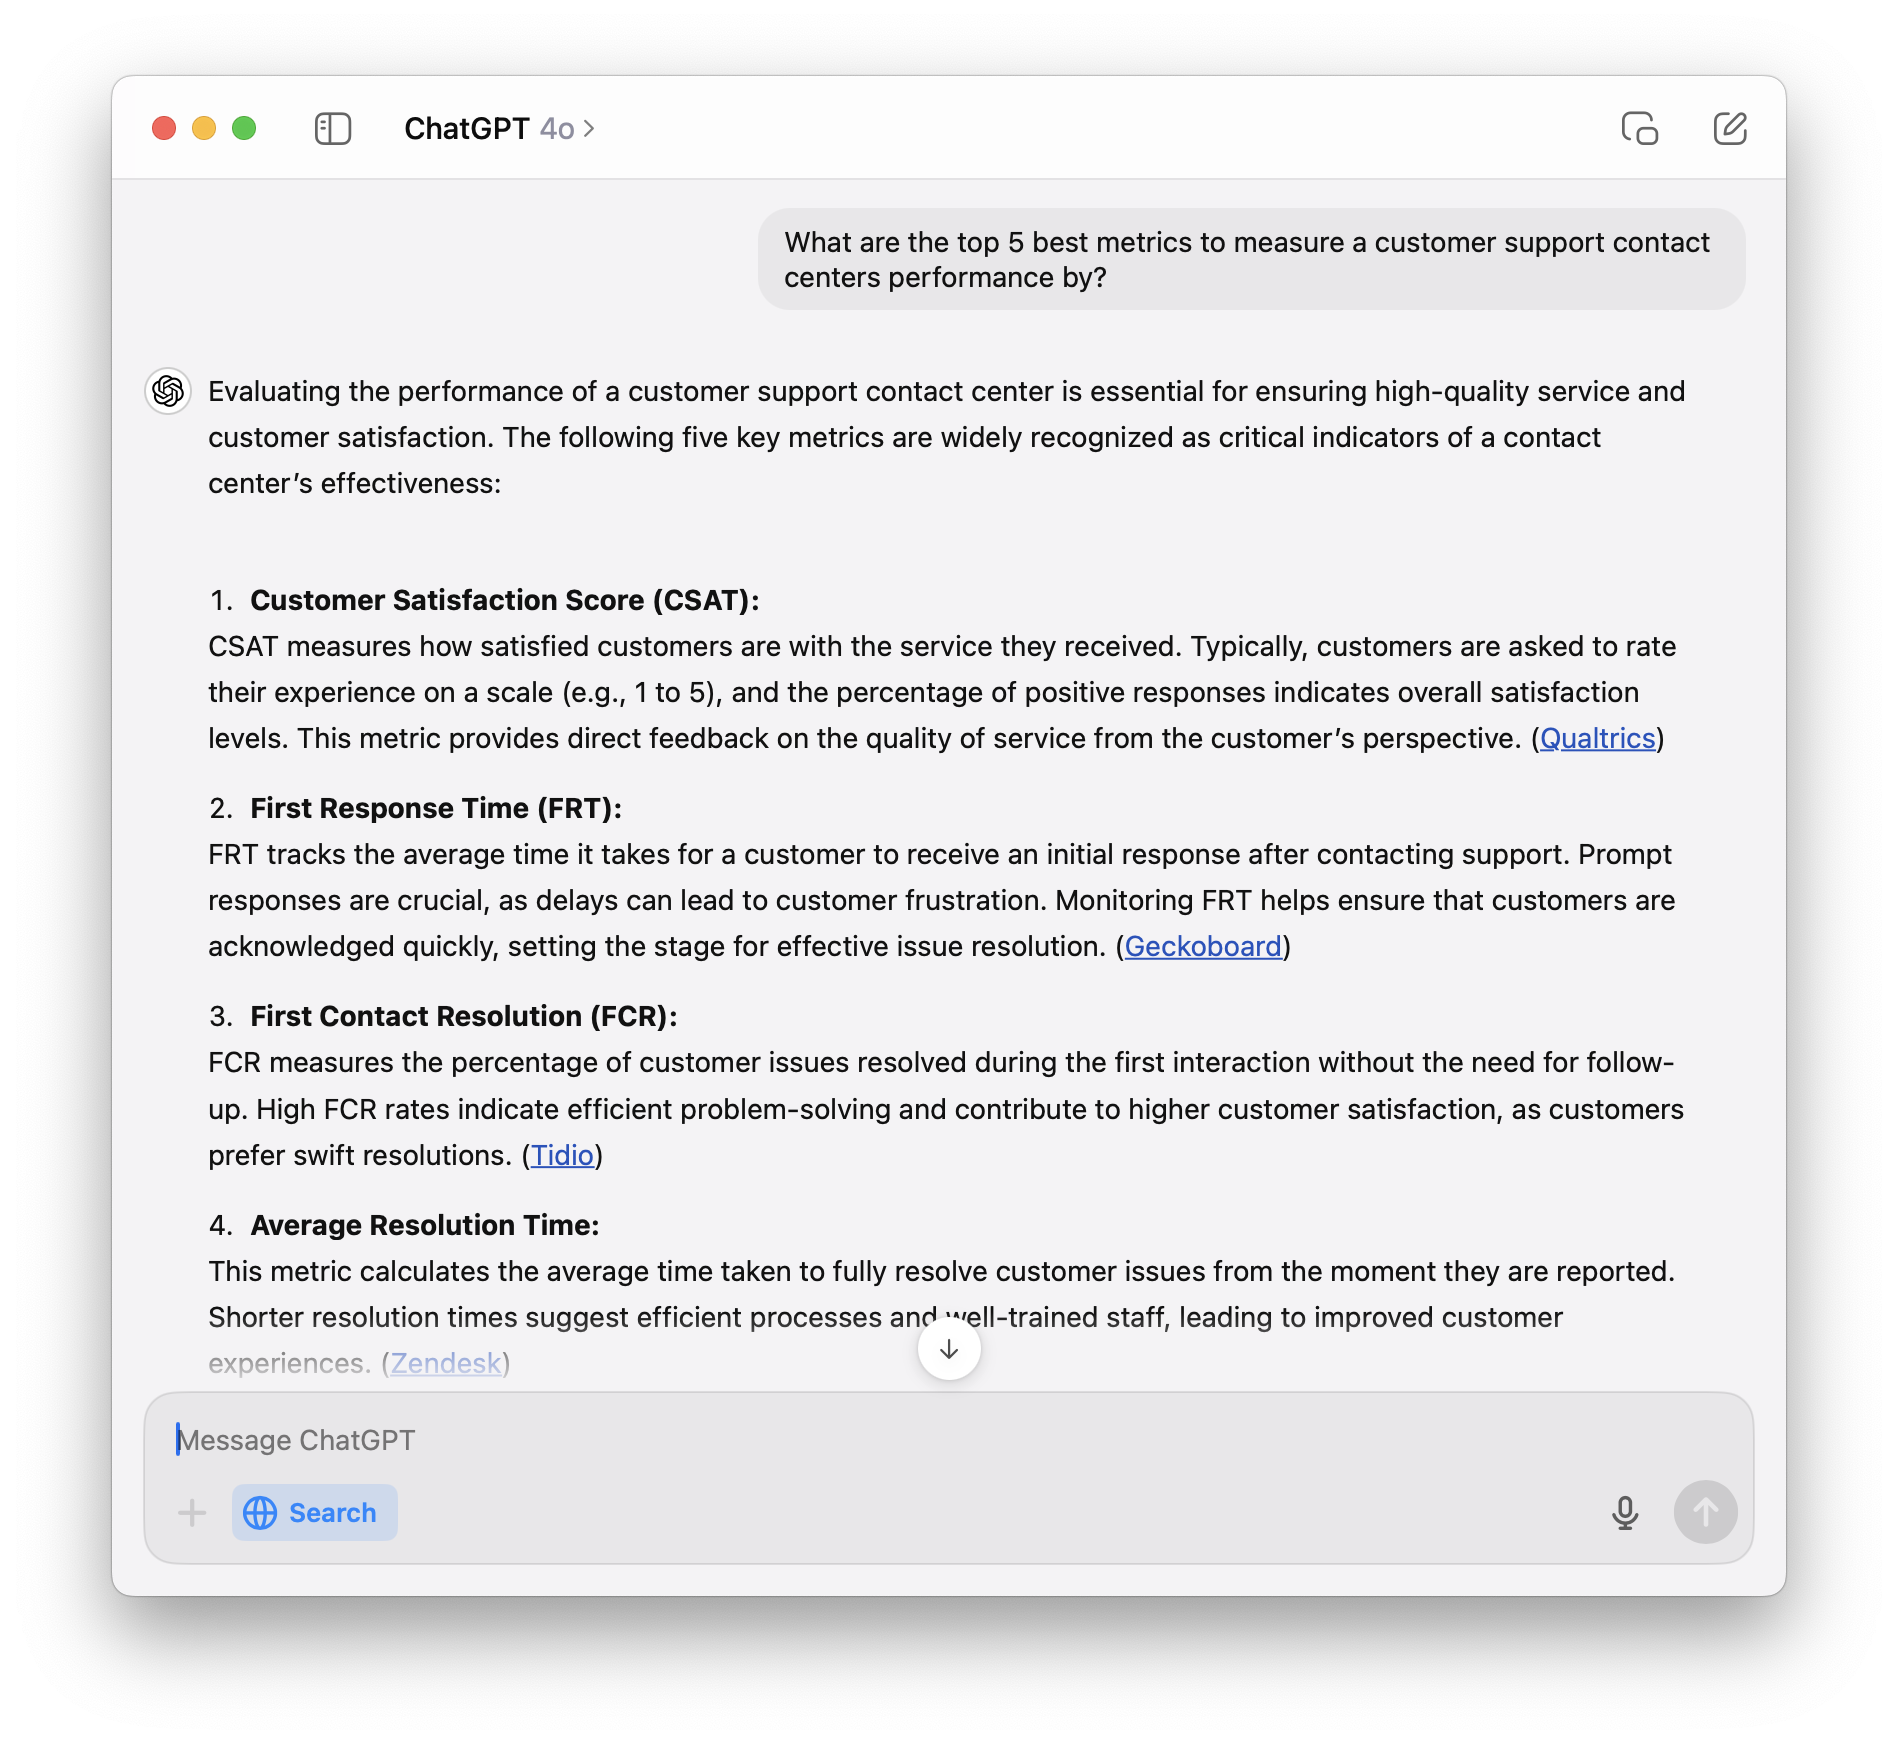 ChatGPT 4o >
What are the top 5 best metrics to measure a customer support contact
centers performance by?
Evaluating the performance of a customer support contact center is essential for ensuring high-quality service and
customer satisfaction. The following five key metrics are widely recognized as critical indicators of a contact
center’s effectiveness:
1. Customer Satisfaction Score (CSAT):
CSAT measures how satisfied customers are with the service they received. Typically, customers are asked to rate
their experience on a scale (e.g., 1 to 5), and the percentage of positive responses indicates overall satisfaction
levels. This metric provides direct feedback on the quality of service from the customer’s perspective. (Qualtrics)
2. First Response Time (FRT):
FRT tracks the average time it takes for a customer to receive an initial response after contacting support. Prompt
responses are crucial, as delays can lead to customer frustration. Monitoring FRT helps ensure that customers are
acknowledged quickly, setting the stage for effective issue resolution. (Geckoboard)
3. First Contact Resolution (FCR):
FCR measures the percentage of customer issues resolved during the first interaction without the need for follow-
up. High FCR rates indicate efficient problem-solving and contribute to higher customer satisfaction, as customers
prefer swift resolutions. (Tidio)
4. Average Resolution Time:
This metric calculates the average time taken to fully resolve customer issues from the moment they are reported.
Shorter resolution times suggest efficient processes and well-trained staff, leading to improved customer
experiences. (Zendesk)
Message ChatGPT
Search